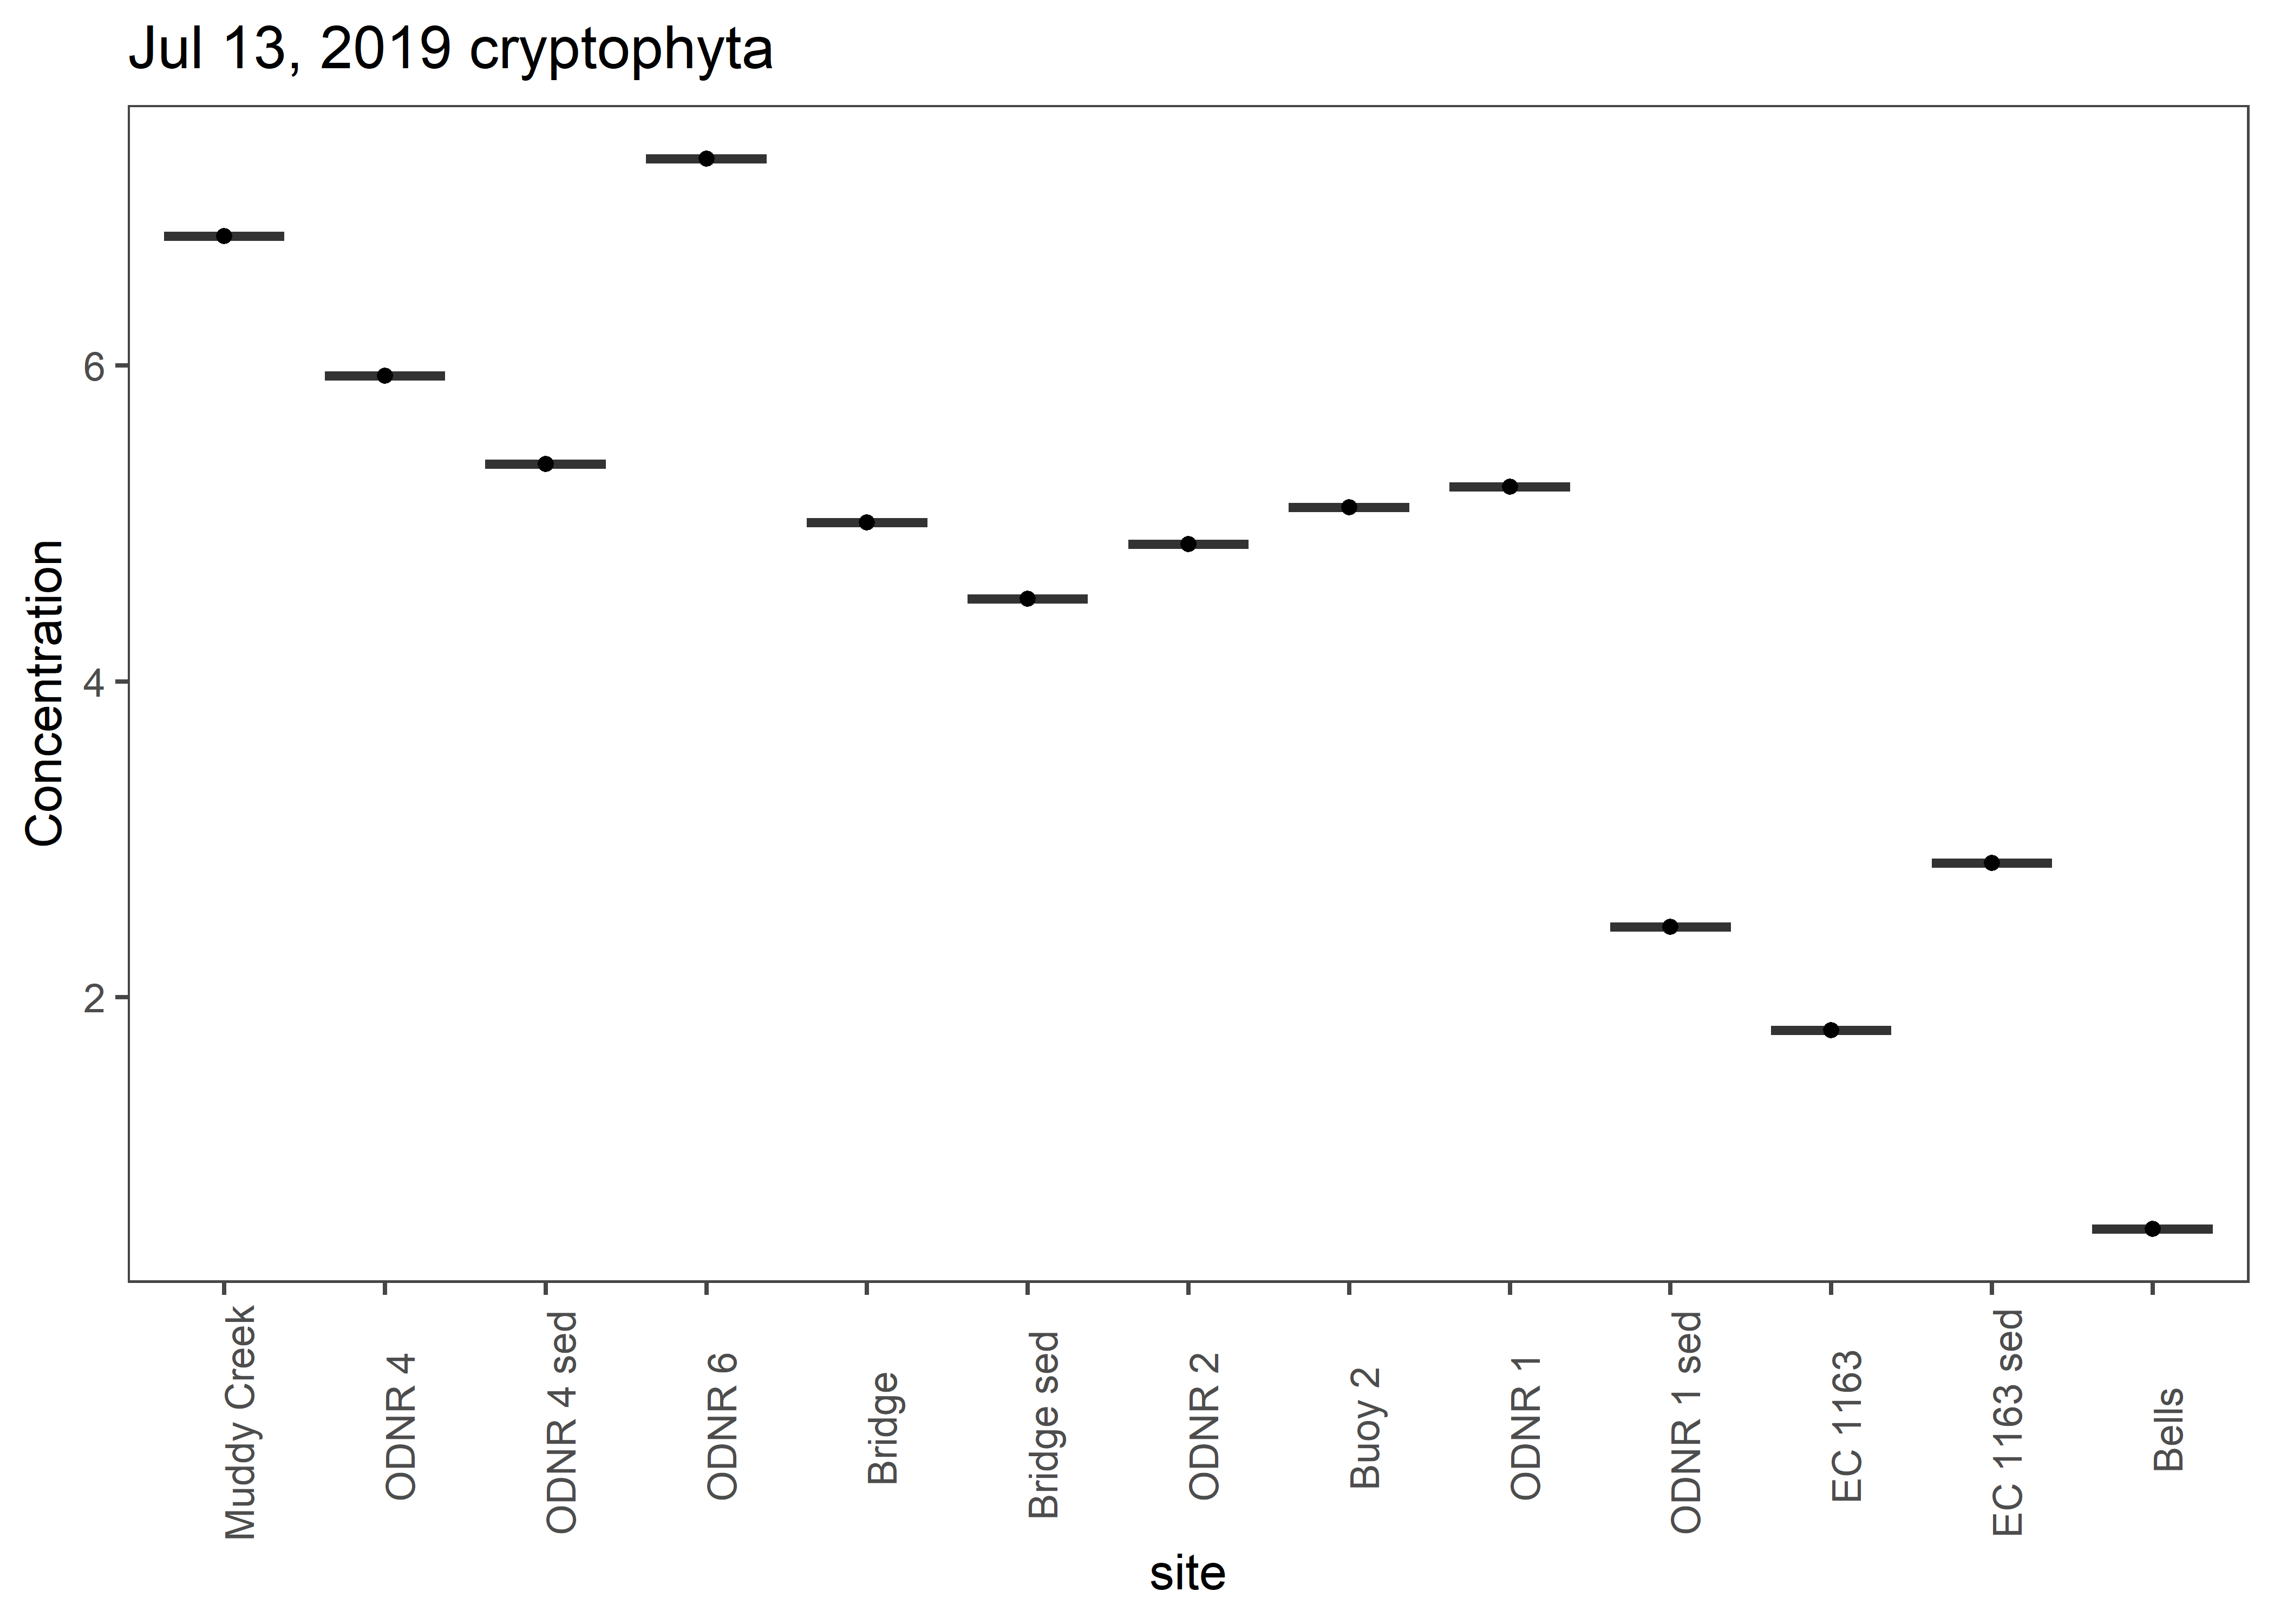 Jul 13, 2019 cryptophyta
Concentration
6
4
2
Muddy Creek
ODNR 4
ODNR 4 sed
ODNR 6
Bridge
Bridge sed
ODNR 2
Buoy 2
ODNR 1
ODNR 1 sed
EC 1163
EC 1163 sed
Bells
site